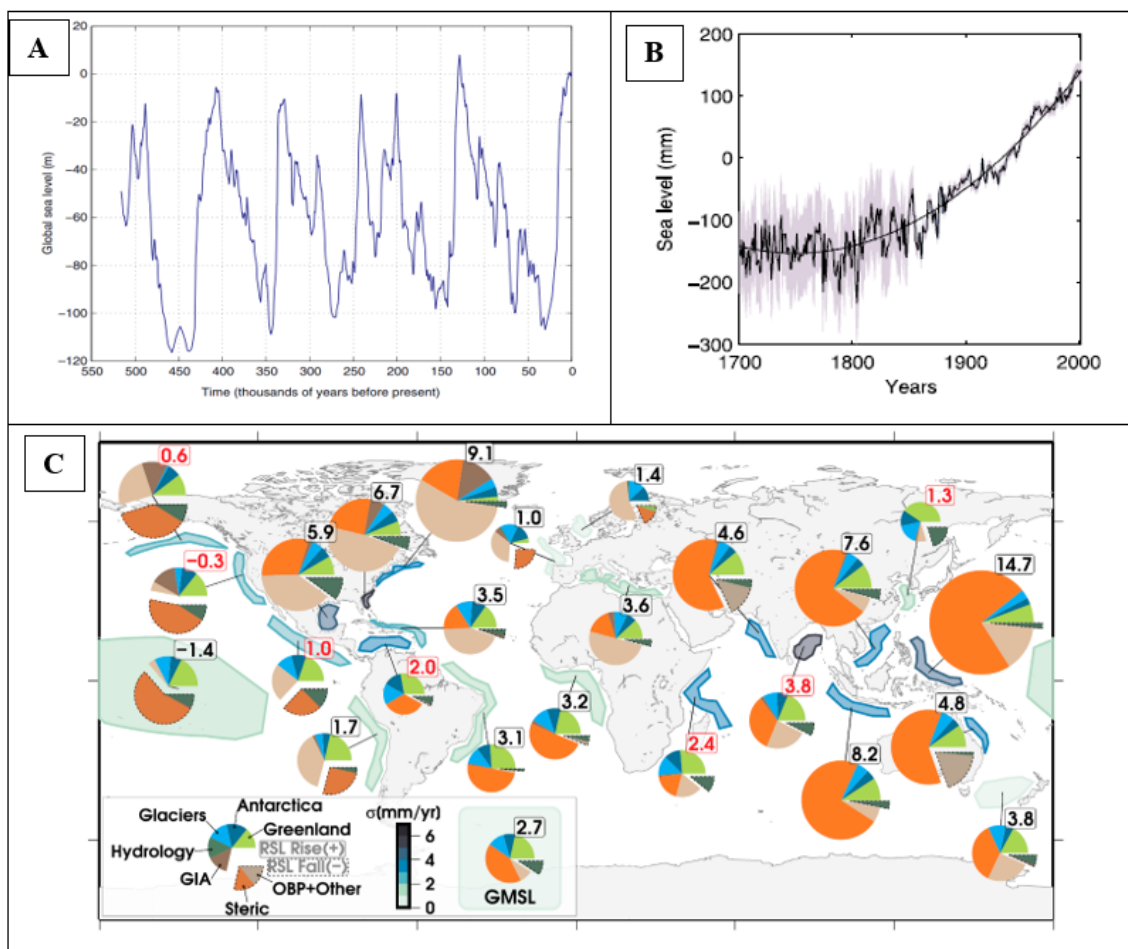 A
Global sea level (m)
20
0
−20
−40
−60
−80
−100
−120
550 500 450 400 350 300 250 200 150 100 50 0
Time (thousands of years before present)
B
Sea level (mm)
200
100
0
−100
−200
−300
1700 1800 1900 2000
Years
C
0.6
9.1
1.4
1.3
6.7
1.0
5.9
4.6
7.6
14.7
−0.3
3.5
3.6
−1.4
1.0
2.0
3.8
4.8
1.7
3.1
3.2
2.4
8.2
3.8
Glaciers
Antarctica
Greenland
Hydrology
RSL Rise(+)
RSL Fall(−)
GIA
OBP+Other
Steric
σ(mm/yr)
6
4
2
0
2.7
GMSL